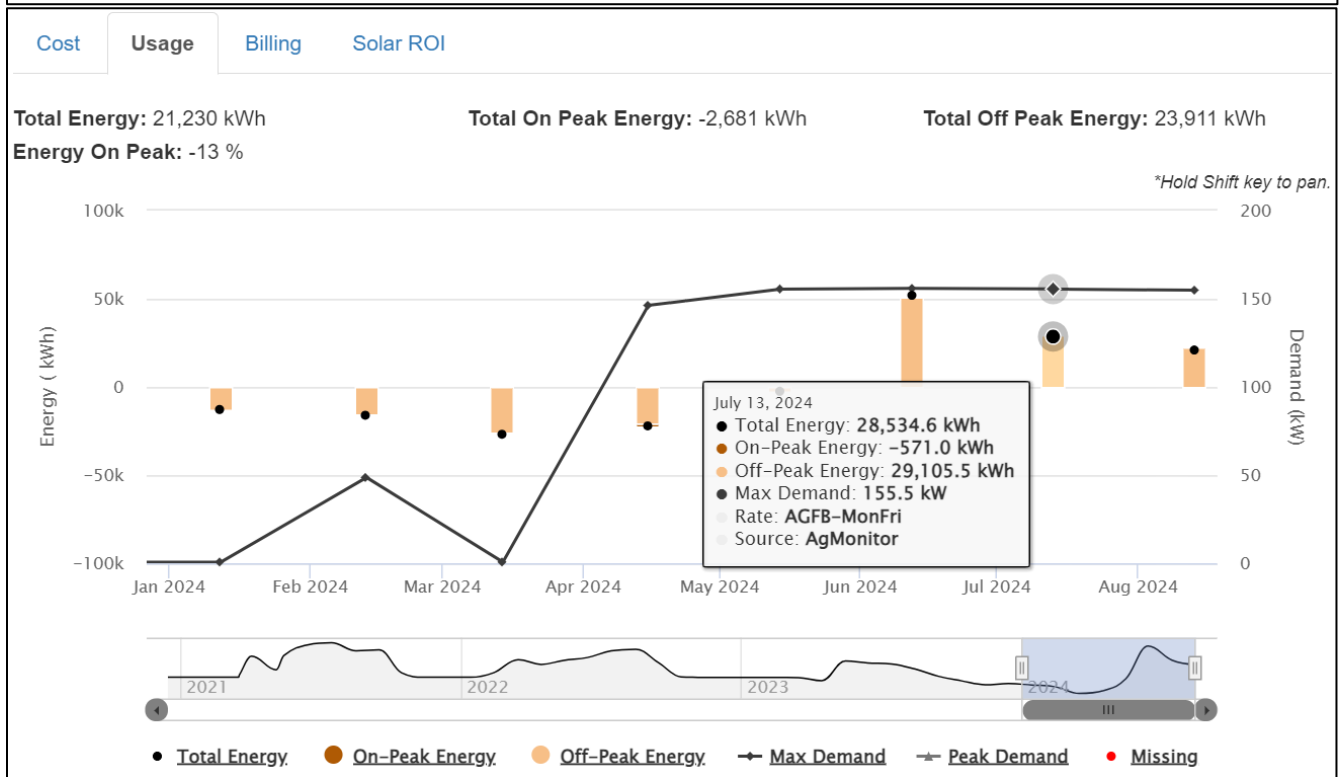 Cost Usage Billing Solar ROI
Total Energy: 21,230 kWh Total On Peak Energy: -2,681 kWh Total Off Peak Energy: 23,911 kWh
Energy On Peak: -13 %
*Hold Shift key to pan.
100k 200
50k 150
0 100
-50k 50
-100k 0
Energy ( kWh)
Demand (kW)
July 13, 2024
Total Energy: 28,534.6 kWh
On-Peak Energy: -571.0 kWh
Off-Peak Energy: 29,105.5 kWh
Max Demand: 155.5 kW
Rate: AGFB-MonFri
Source: AgMonitor
Jan 2024 Feb 2024 Mar 2024 Apr 2024 May 2024 Jun 2024 Jul 2024 Aug 2024
2021 2022 2023 2024
Total Energy On-Peak Energy Off-Peak Energy Max Demand Peak Demand Missing